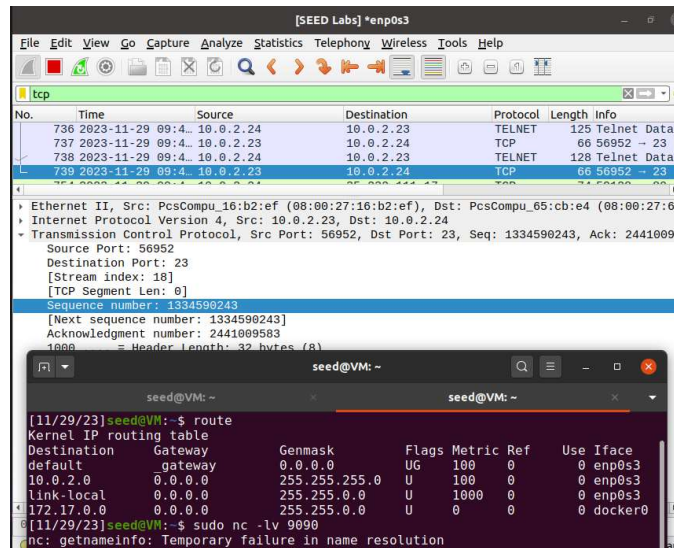 [SEED Labs] *enp0s3
File Edit View Go Capture Analyze Statistics Telephony Wireless Tools Help
tcp
No. Time Source Destination Protocol Length Info
736 2023-11-29 09:4… 10.0.2.24 10.0.2.23 TELNET 125 Telnet Data
737 2023-11-29 09:4… 10.0.2.23 10.0.2.24 TCP 66 56952 → 23
738 2023-11-29 09:4… 10.0.2.24 10.0.2.23 TELNET 128 Telnet Data
739 2023-11-29 09:4… 10.0.2.23 10.0.2.24 TCP 66 56952 → 23
Ethernet II, Src: PcsCompu_16:b2:ef (08:00:27:16:b2:ef), Dst: PcsCompu_65:cb:e4 (08:00:27:6
Internet Protocol Version 4, Src: 10.0.2.23, Dst: 10.0.2.24
Transmission Control Protocol, Src Port: 56952, Dst Port: 23, Seq: 1334590243, Ack: 2441009
Source Port: 56952
Destination Port: 23
[Stream index: 18]
[TCP Segment Len: 0]
Sequence number: 1334590243
[Next sequence number: 1334590243]
Acknowledgment number: 2441009583
1000 .... = Header Length: 32 bytes (8)
seed@VM: ~
seed@VM: ~ seed@VM: ~
[11/29/23]seed@VM:~$ route
Kernel IP routing table
Destination Gateway Genmask Flags Metric Ref Use Iface
default _gateway 0.0.0.0 UG 100 0 0 enp0s3
10.0.2.0 0.0.0.0 255.255.255.0 U 100 0 0 enp0s3
link-local 0.0.0.0 255.255.0.0 U 1000 0 0 enp0s3
172.17.0.0 0.0.0.0 255.255.0.0 U 0 0 0 docker0
[11/29/23]seed@VM:~$ sudo nc -lv 9090
nc: getnameinfo: Temporary failure in name resolution